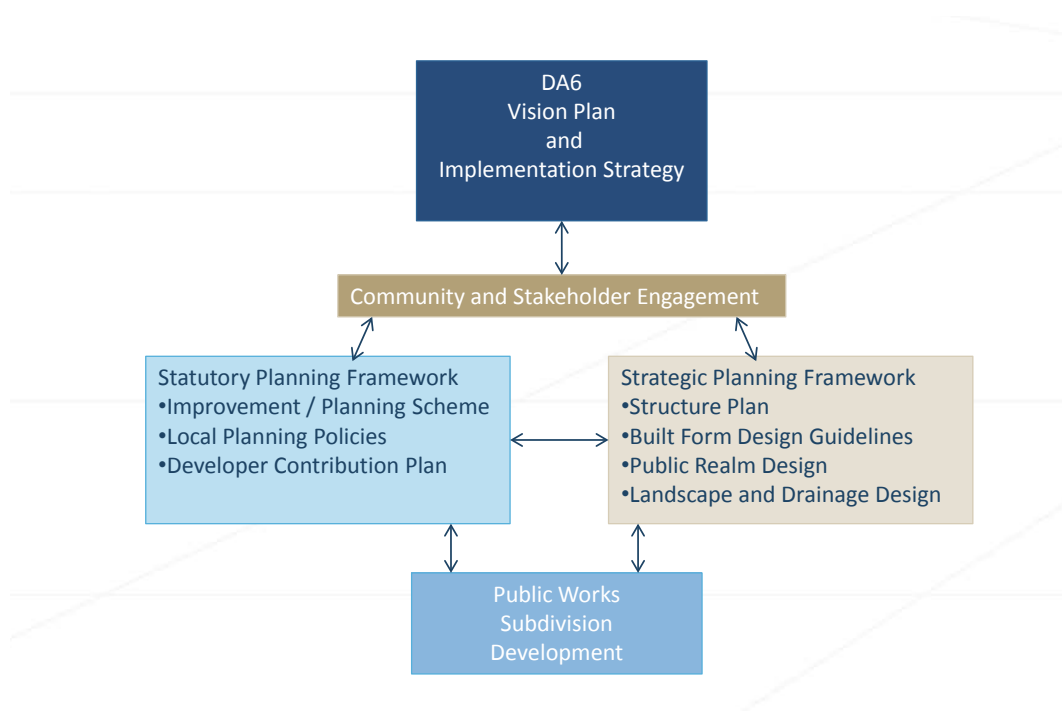 DA6
Vision Plan
and
Implementation Strategy
Community and Stakeholder Engagement
Statutory Planning Framework
•Improvement / Planning Scheme
•Local Planning Policies
•Developer Contribution Plan
Strategic Planning Framework
•Structure Plan
•Built Form Design Guidelines
•Public Realm Design
•Landscape and Drainage Design
Public Works
Subdivision
Development